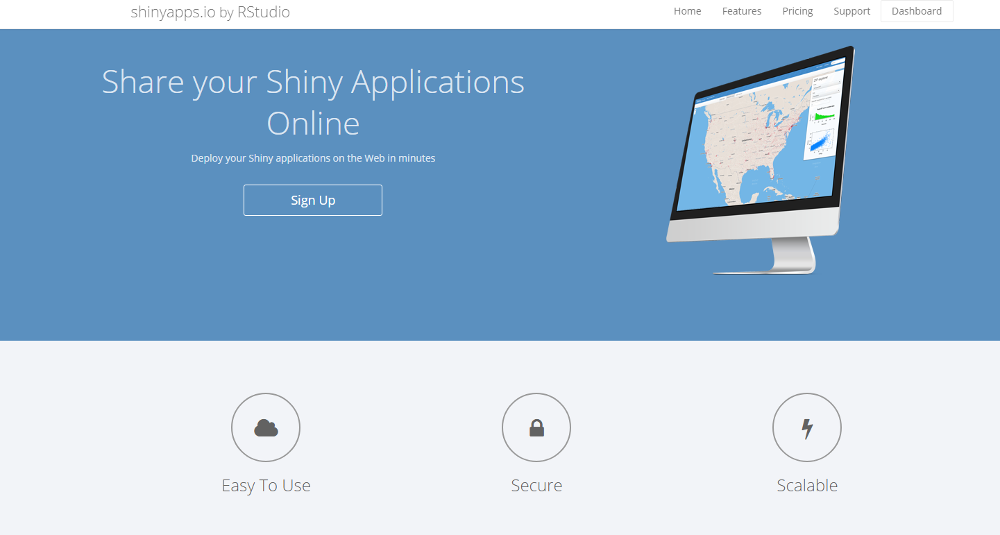 shinyapps.io by RStudio
Home Features Pricing Support Dashboard
Share your Shiny Applications
Online
Deploy your Shiny applications on the Web in minutes
Sign Up
ZIP explorer
Easy To Use Secure Scalable